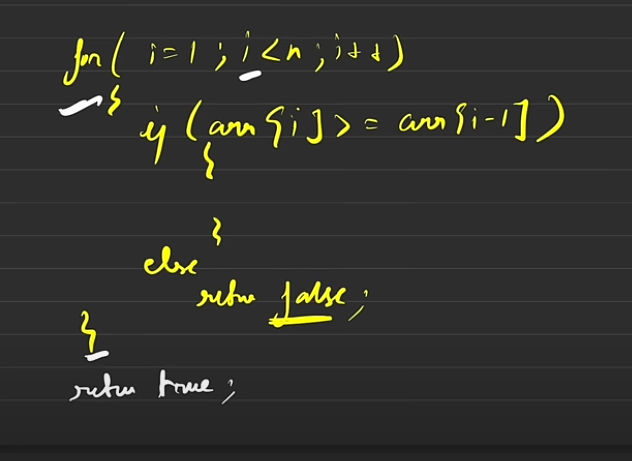 for( i=1 ; i<n ; i++)
{
if (arr[i] >= arr[i-1])
{
}
else
return false;
}
return true;